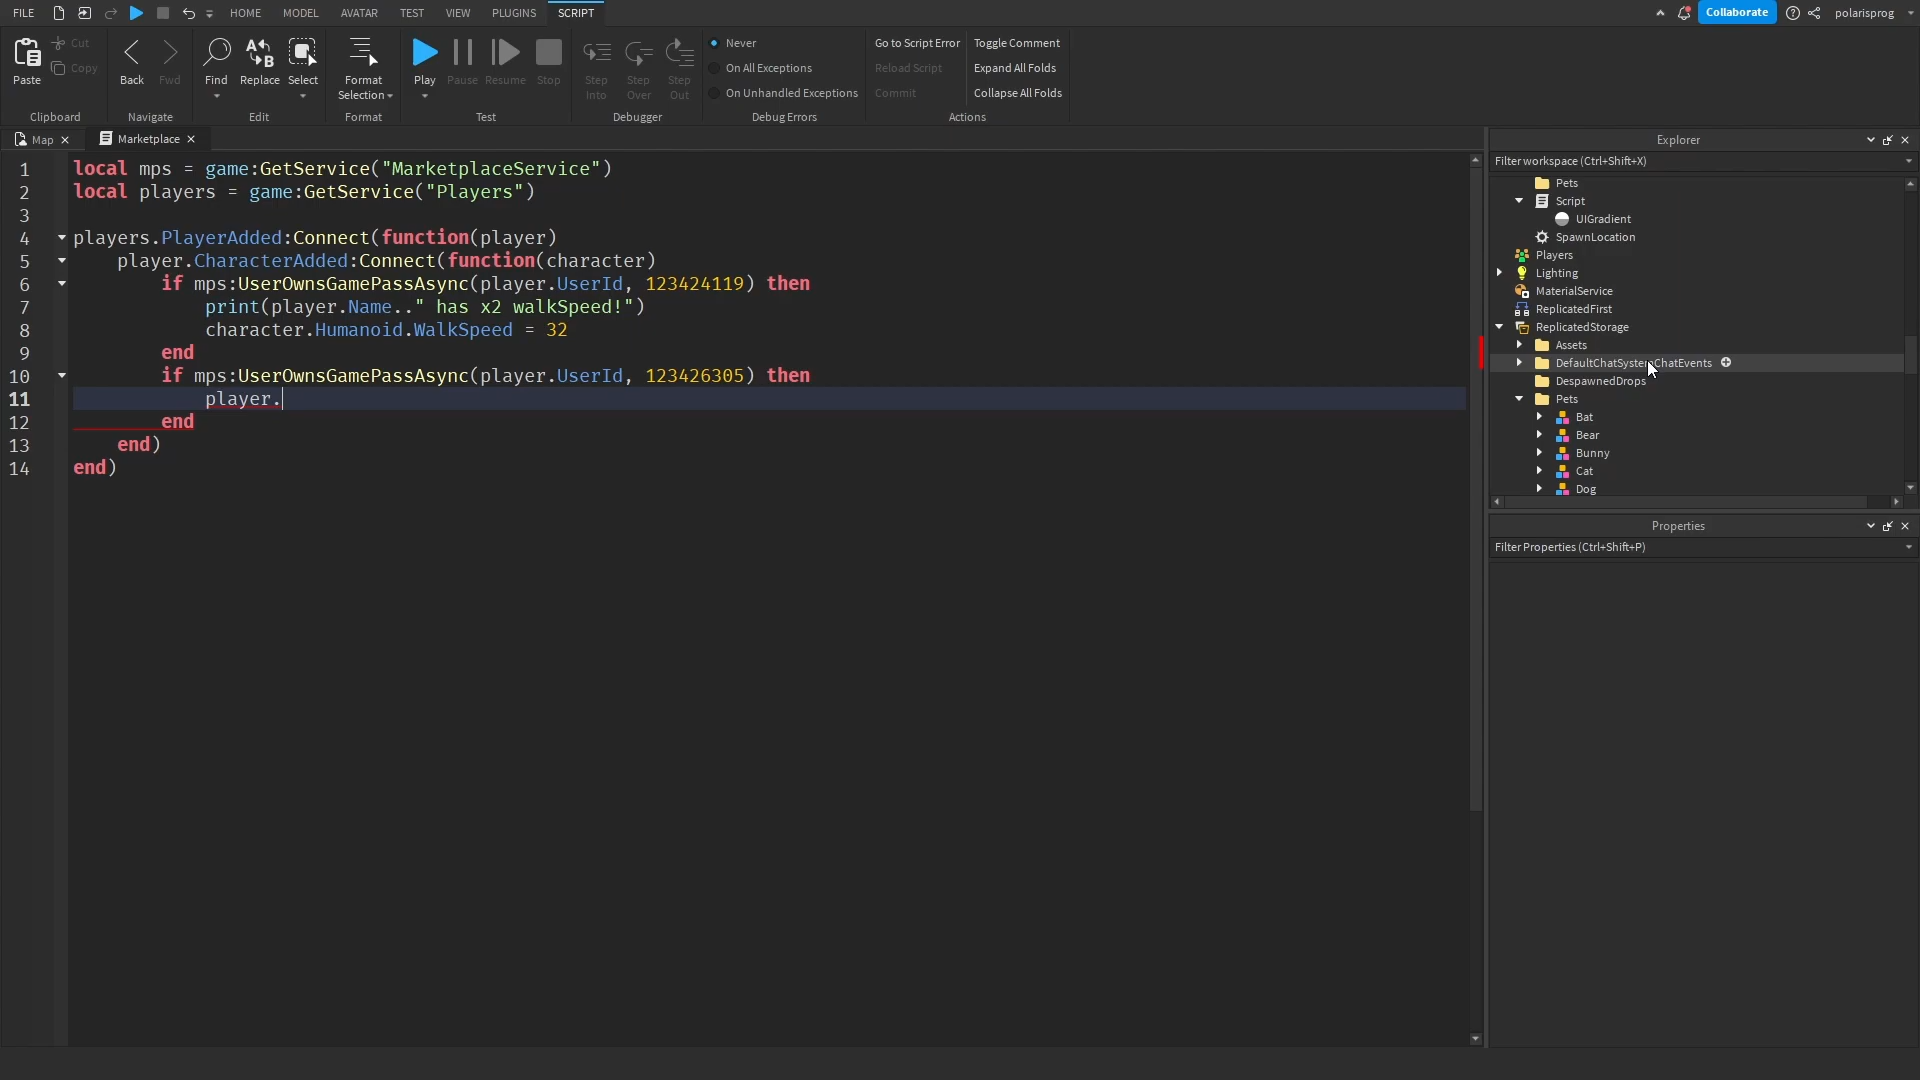 FILE HOME MODEL AVATAR TEST VIEW PLUGINS SCRIPT Collaborate polarisprog
Paste Cut Copy
Clipboard
Back Fwd
Navigate
Find Replace Select
Edit
Format Selection
Format
Play Pause Resume Stop
Test
Step Into Step Over Step Out
Debugger
Never
On All Exceptions
On Unhandled Exceptions
Debug Errors
Go to Script Error Toggle Comment
Reload Script Expand All Folds
Commit Collapse All Folds
Actions
Map Marketplace
1 local mps = game:GetService("MarketplaceService")
2 local players = game:GetService("Players")
3
4 players.PlayerAdded:Connect(function(player)
5 player.CharacterAdded:Connect(function(character)
6 if mps:UserOwnsGamePassAsync(player.UserId, 123424119) then
7 print(player.Name.." has x2 walkSpeed!")
8 character.Humanoid.WalkSpeed = 32
9 end
10 if mps:UserOwnsGamePassAsync(player.UserId, 123426305) then
11 player.
12 end
13 end)
14 end)
Explorer
Filter workspace (Ctrl+Shift+X)
Pets
Script
UIGradient
SpawnLocation
Players
Lighting
MaterialService
ReplicatedFirst
ReplicatedStorage
Assets
DefaultChatSystemChatEvents
DespawnedDrops
Pets
Bat
Bear
Bunny
Cat
Dog
Properties
Filter Properties (Ctrl+Shift+P)